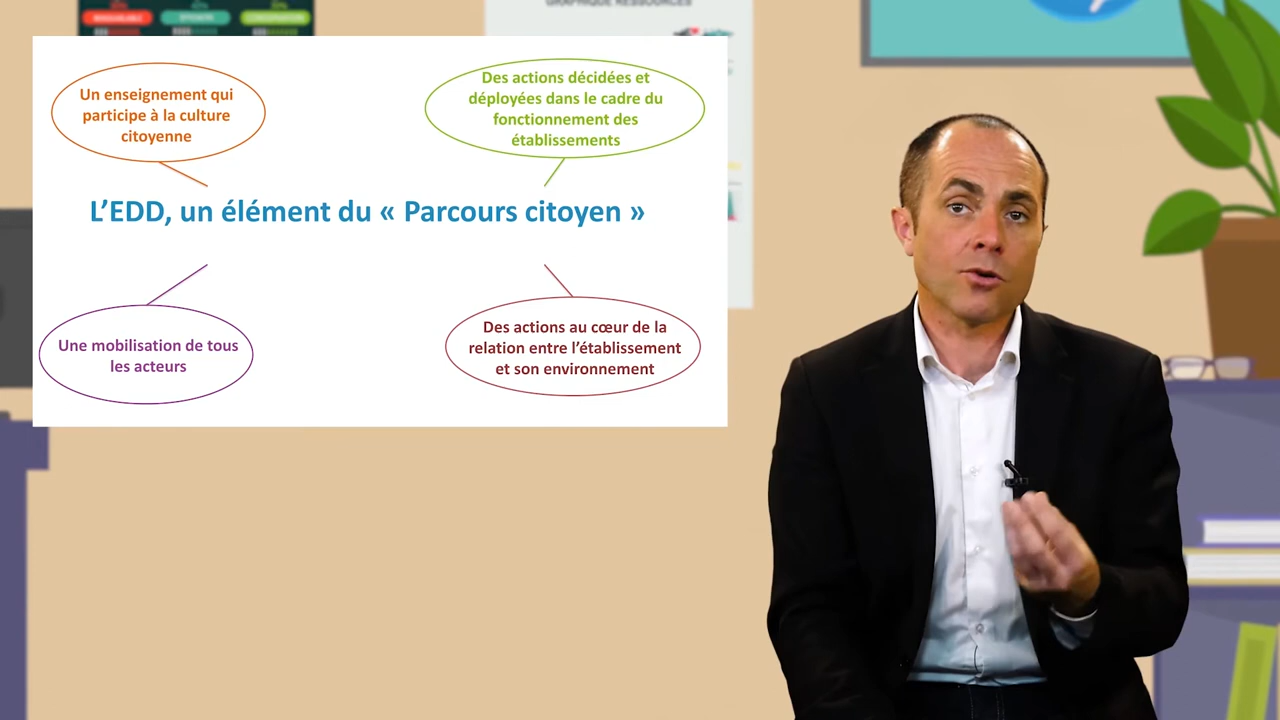 GRAPHIQUE RESSOURCES
Un enseignement qui
participe à la culture
citoyenne
Des actions décidées et
déployées dans le cadre du
fonctionnement des
établissements
L’EDD, un élément du « Parcours citoyen »
Une mobilisation de tous
les acteurs
Des actions au cœur de la
relation entre l’établissement
et son environnement